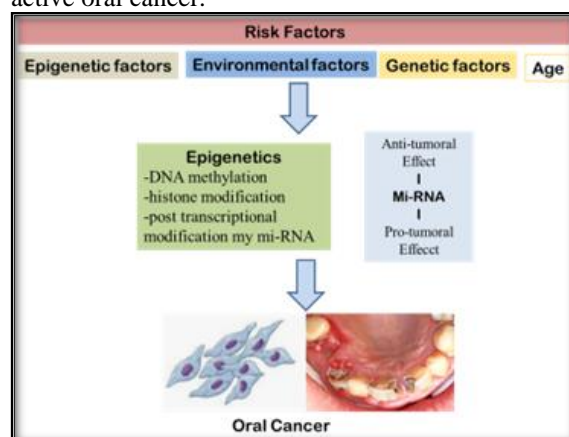 active oral cancer.
Risk Factors
Epigenetic factors Environmental factors Genetic factors Age
Epigenetics
-DNA methylation
-histone modification
-post transcriptional
modification my mi-RNA
Anti-tumoral
Effect
Mi-RNA
Pro-tumoral
Effecct
Oral Cancer